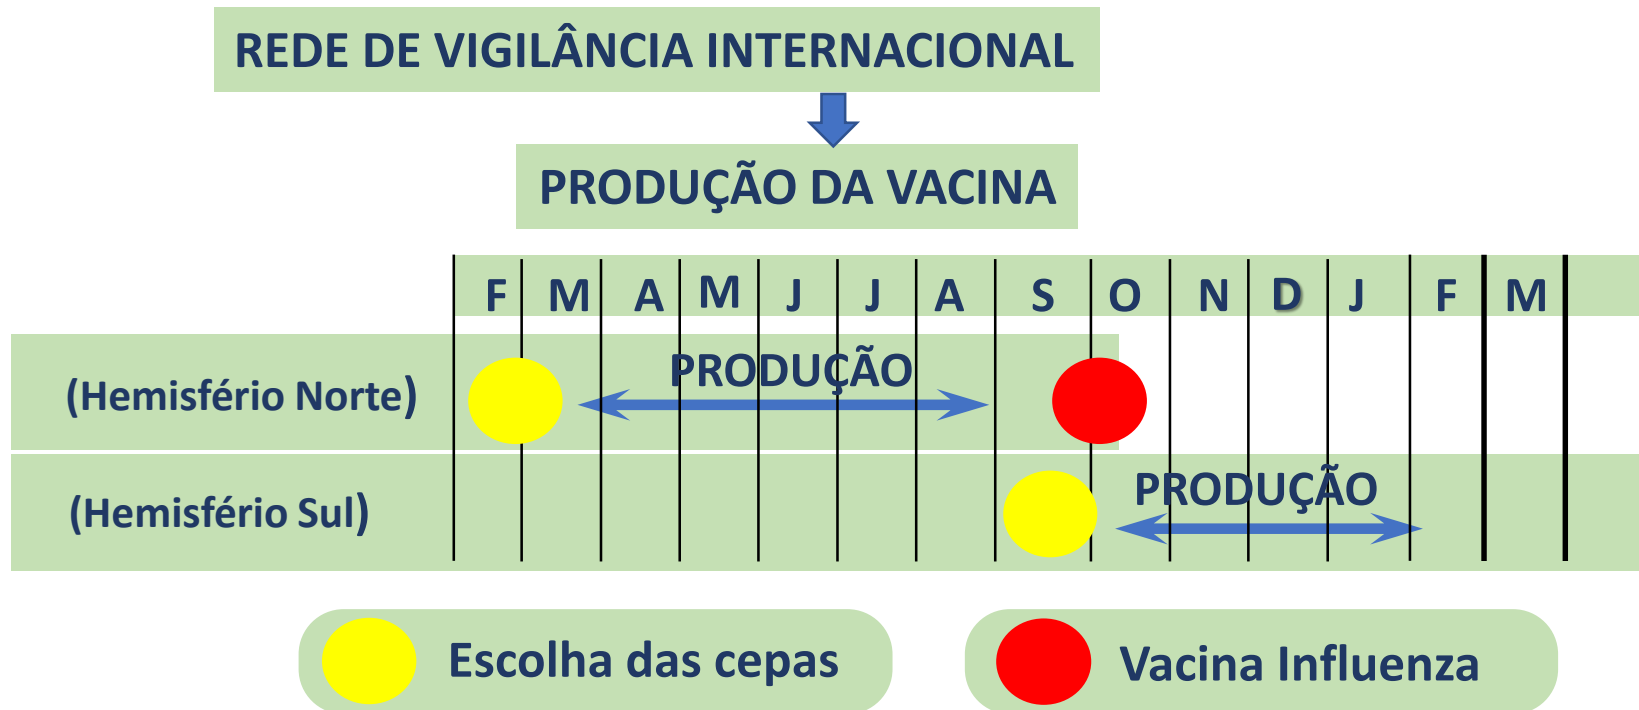 REDE DE VIGILÂNCIA INTERNACIONAL
PRODUÇÃO DA VACINA
F M A M J J A S O N D J F M
(Hemisfério Norte) PRODUÇÃO
(Hemisfério Sul) PRODUÇÃO
Escolha das cepas Vacina Influenza